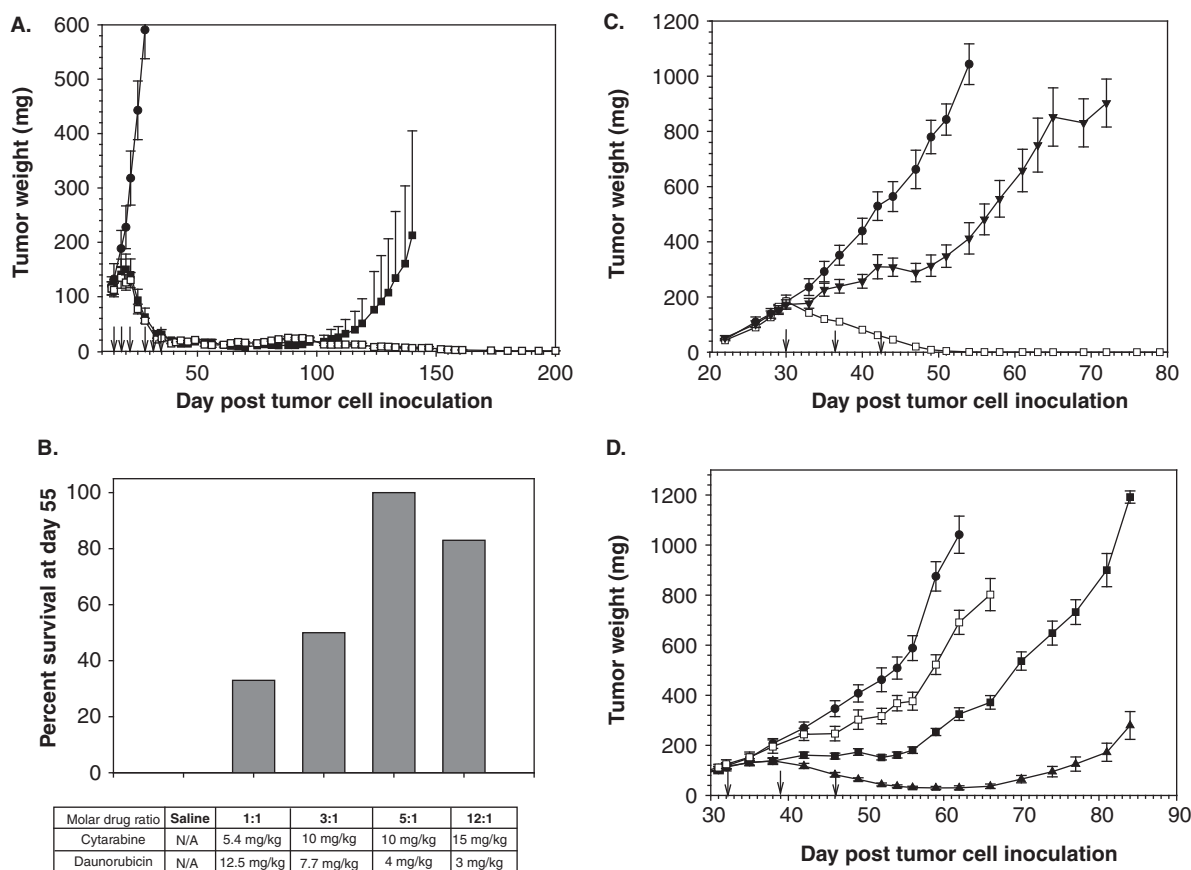 A.
Tumor weight (mg)
600
500
400
300
200
100
0
50
100
150
200
Day post tumor cell inoculation
B.
Percent survival at day 55
100
80
60
40
20
0
Molar drug ratio Saline 1:1 3:1 5:1 12:1
Cytarabine N/A 5.4 mg/kg 10 mg/kg 10 mg/kg 15 mg/kg
Daunorubicin N/A 12.5 mg/kg 7.7 mg/kg 4 mg/kg 3 mg/kg
C.
Tumor weight (mg)
1200
1000
800
600
400
200
0
20 30 40 50 60 70 80
Day post tumor cell inoculation
D.
Tumor weight (mg)
1200
1000
800
600
400
200
0
30 40 50 60 70 80 90
Day post tumor cell inoculation